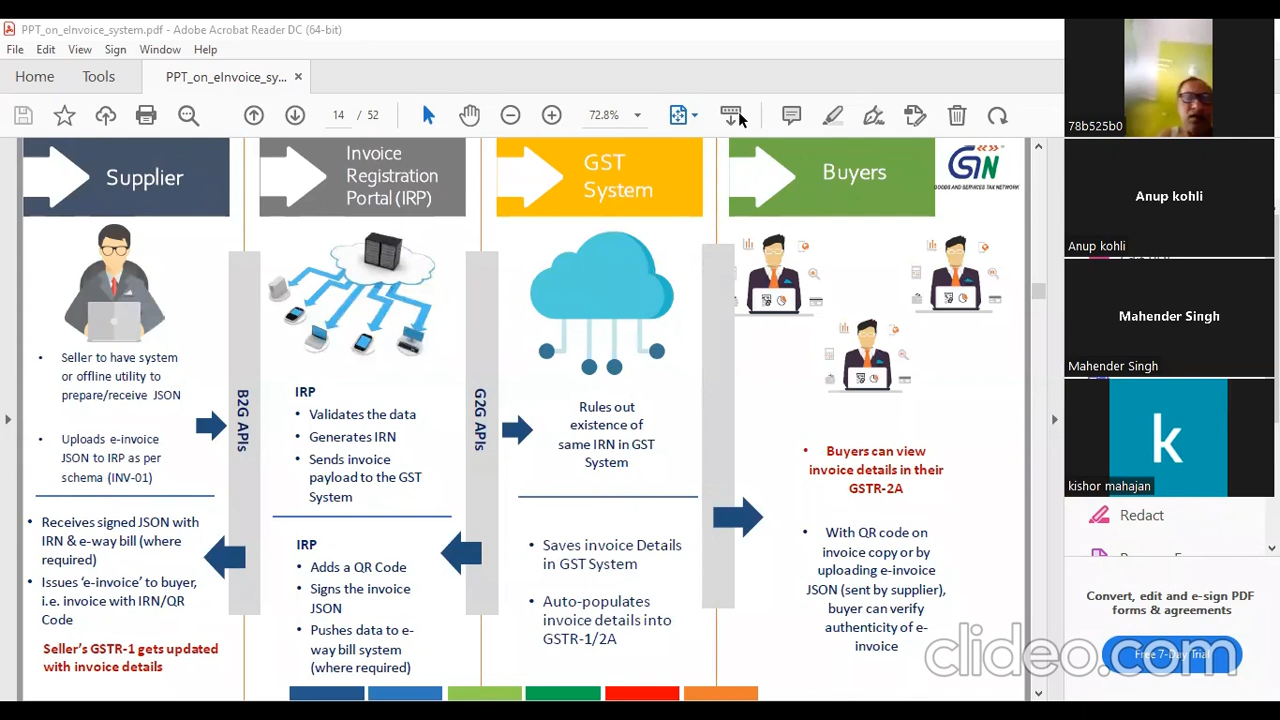 PPT_on_eInvoice_system.pdf - Adobe Acrobat Reader DC (64-bit)
File Edit View Sign Window Help
Home Tools PPT_on_eInvoice_sy... ×
14 / 52 72.8%
Supplier
Invoice
Registration
Portal (IRP)
GST
System
Buyers
GSTN
GOODS AND SERVICES TAX NETWORK
• Seller to have system
or offline utility to
prepare/receive JSON
• Uploads e-invoice
JSON to IRP as per
schema (INV-01)
• Receives signed JSON with
IRN & e-way bill (where
required)
• Issues ‘e-invoice’ to buyer,
i.e. invoice with IRN/QR
Code
Seller’s GSTR-1 gets updated
with invoice details
B2G APIs
IRP
• Validates the data
• Generates IRN
• Sends invoice
payload to the GST
System
IRP
• Adds a QR Code
• Signs the invoice
JSON
• Pushes data to e-
way bill system
(where required)
G2G APIs
Rules out
existence of
same IRN in GST
System
• Saves invoice Details
in GST System
• Auto-populates
invoice details into
GSTR-1/2A
• Buyers can view
invoice details in their
GSTR-2A
• With QR code on
invoice copy or by
uploading e-invoice
JSON (sent by supplier),
buyer can verify
authenticity of e-
invoice
78b525b0
Anup kohli
Anup kohli
Mahender Singh
Mahender Singh
k
kishor mahajan
Redact
Convert, edit and e-sign PDF
forms & agreements
Free 7-Day Trial
clideo.com